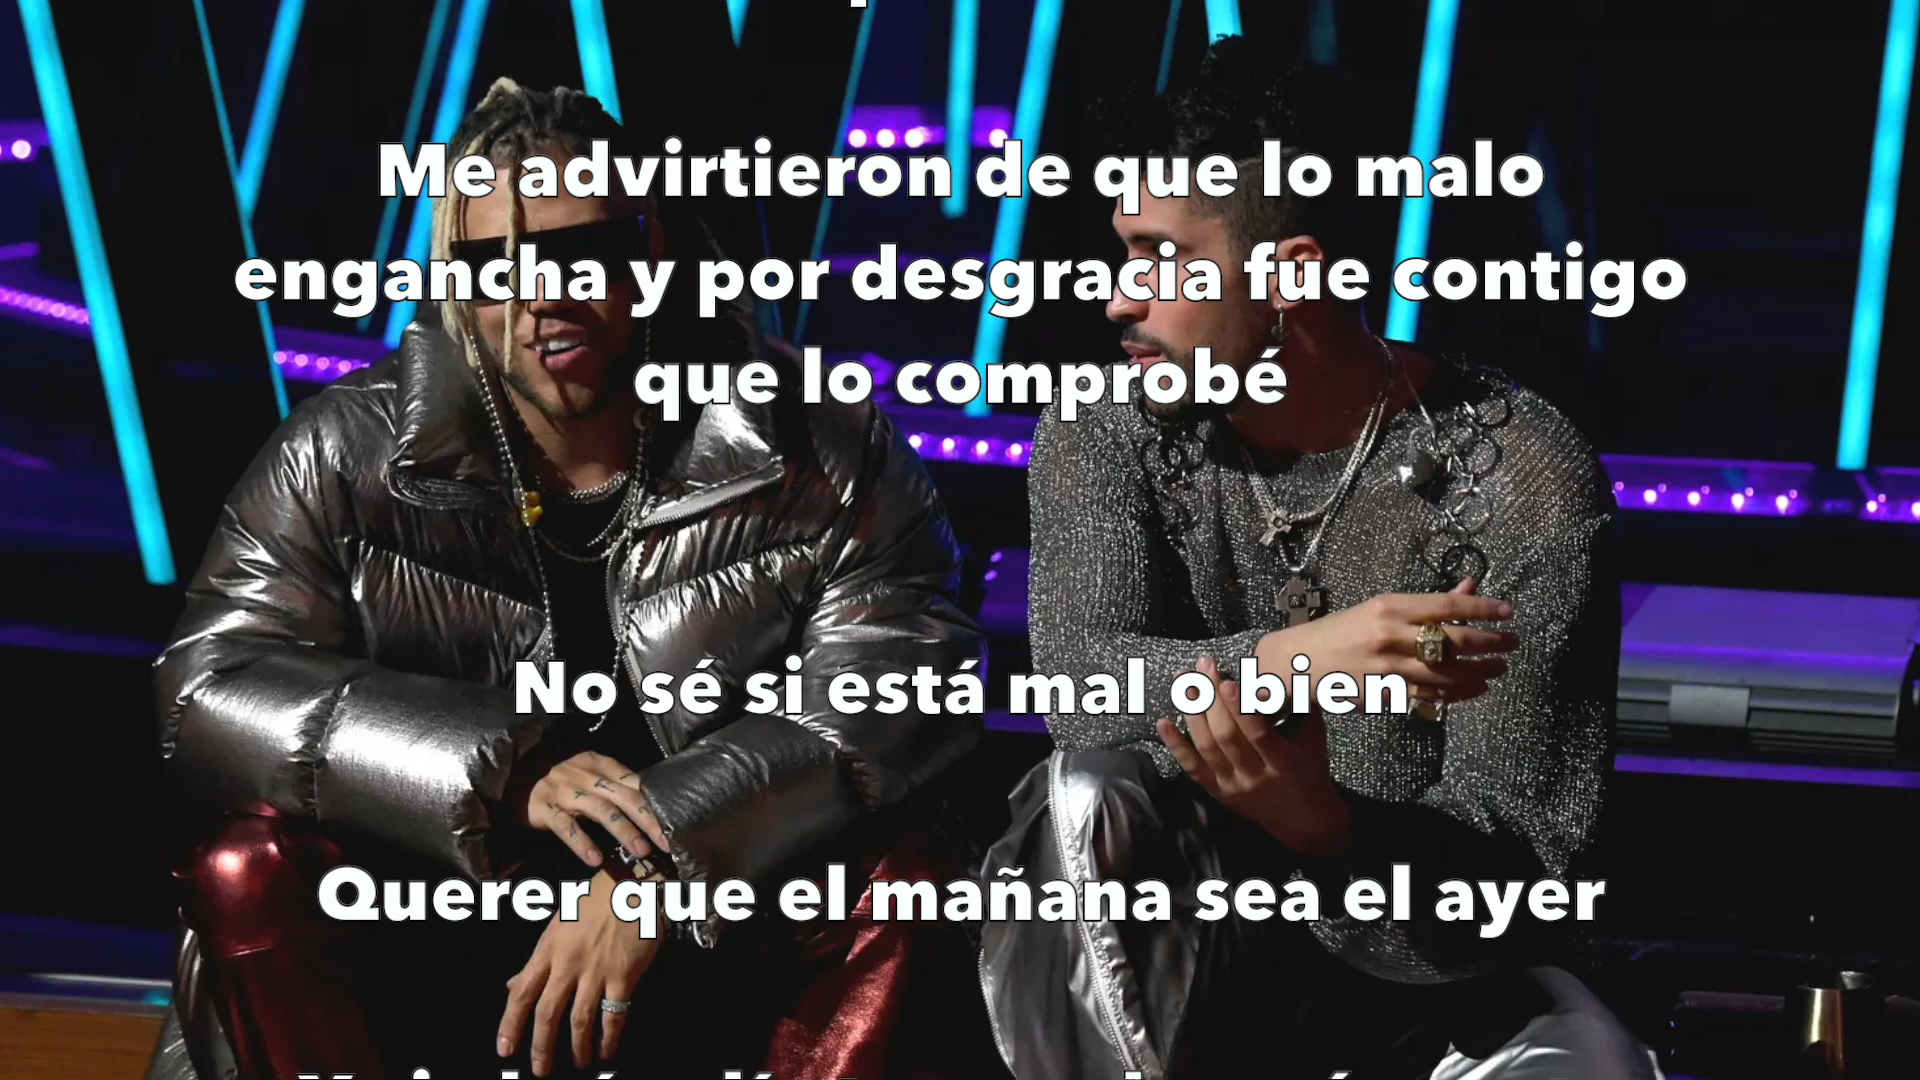 Me advirtieron de que lo malo
engancha y por desgracia fue contigo
que lo comprobé
No sé si está mal o bien
Querer que el mañana sea el ayer